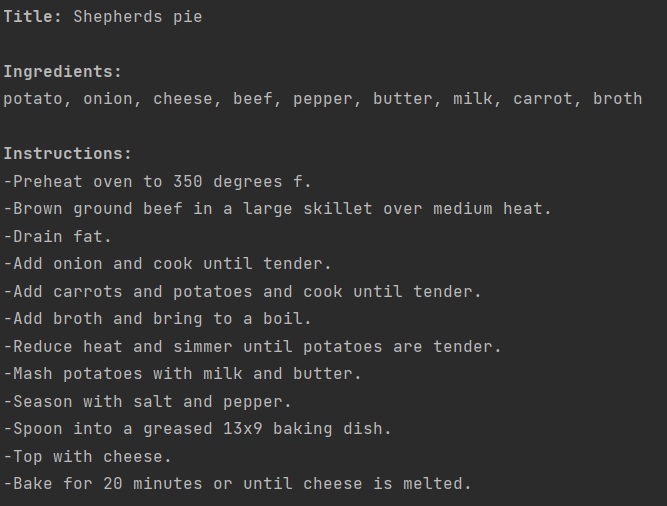 Title: Shepherds pie
Ingredients:
potato, onion, cheese, beef, pepper, butter, milk, carrot, broth
Instructions:
-Preheat oven to 350 degrees f.
-Brown ground beef in a large skillet over medium heat.
-Drain fat.
-Add onion and cook until tender.
-Add carrots and potatoes and cook until tender.
-Add broth and bring to a boil.
-Reduce heat and simmer until potatoes are tender.
-Mash potatoes with milk and butter.
-Season with salt and pepper.
-Spoon into a greased 13x9 baking dish.
-Top with cheese.
-Bake for 20 minutes or until cheese is melted.